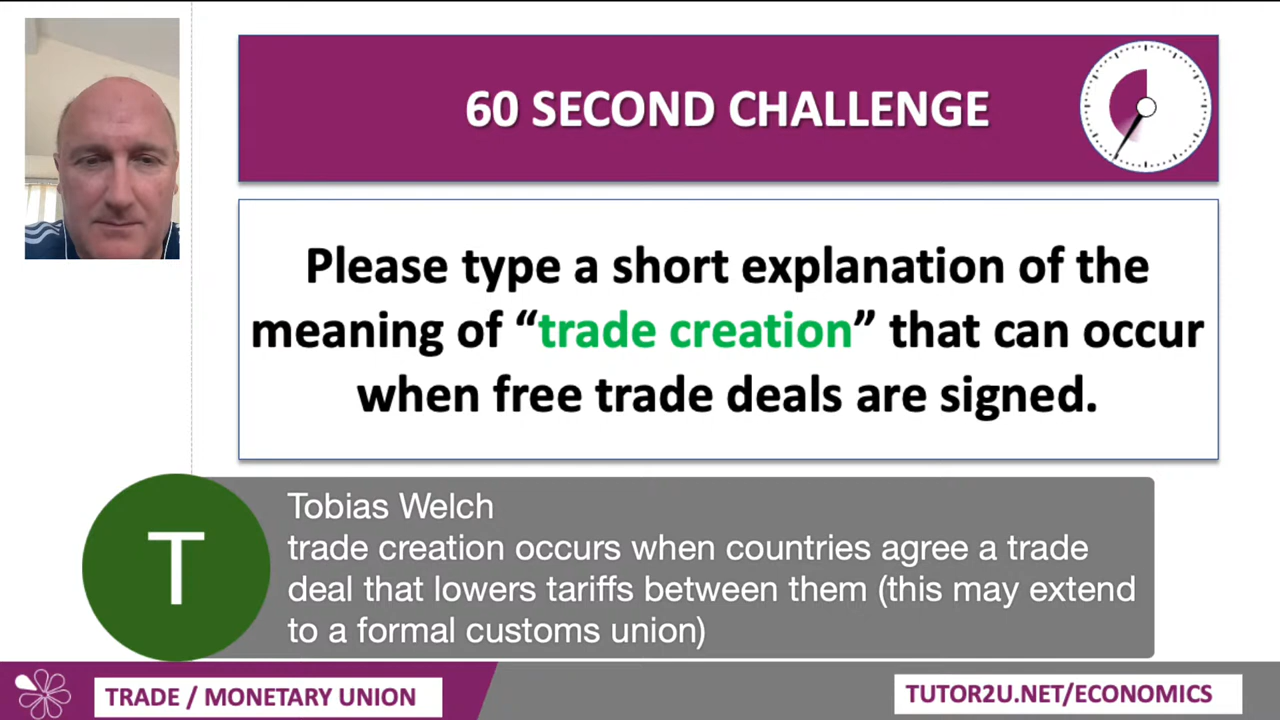 60 SECOND CHALLENGE
Please type a short explanation of the
meaning of “trade creation” that can occur
when free trade deals are signed.
T
Tobias Welch
trade creation occurs when countries agree a trade
deal that lowers tariffs between them (this may extend
to a formal customs union)
TRADE / MONETARY UNION
TUTOR2U.NET/ECONOMICS